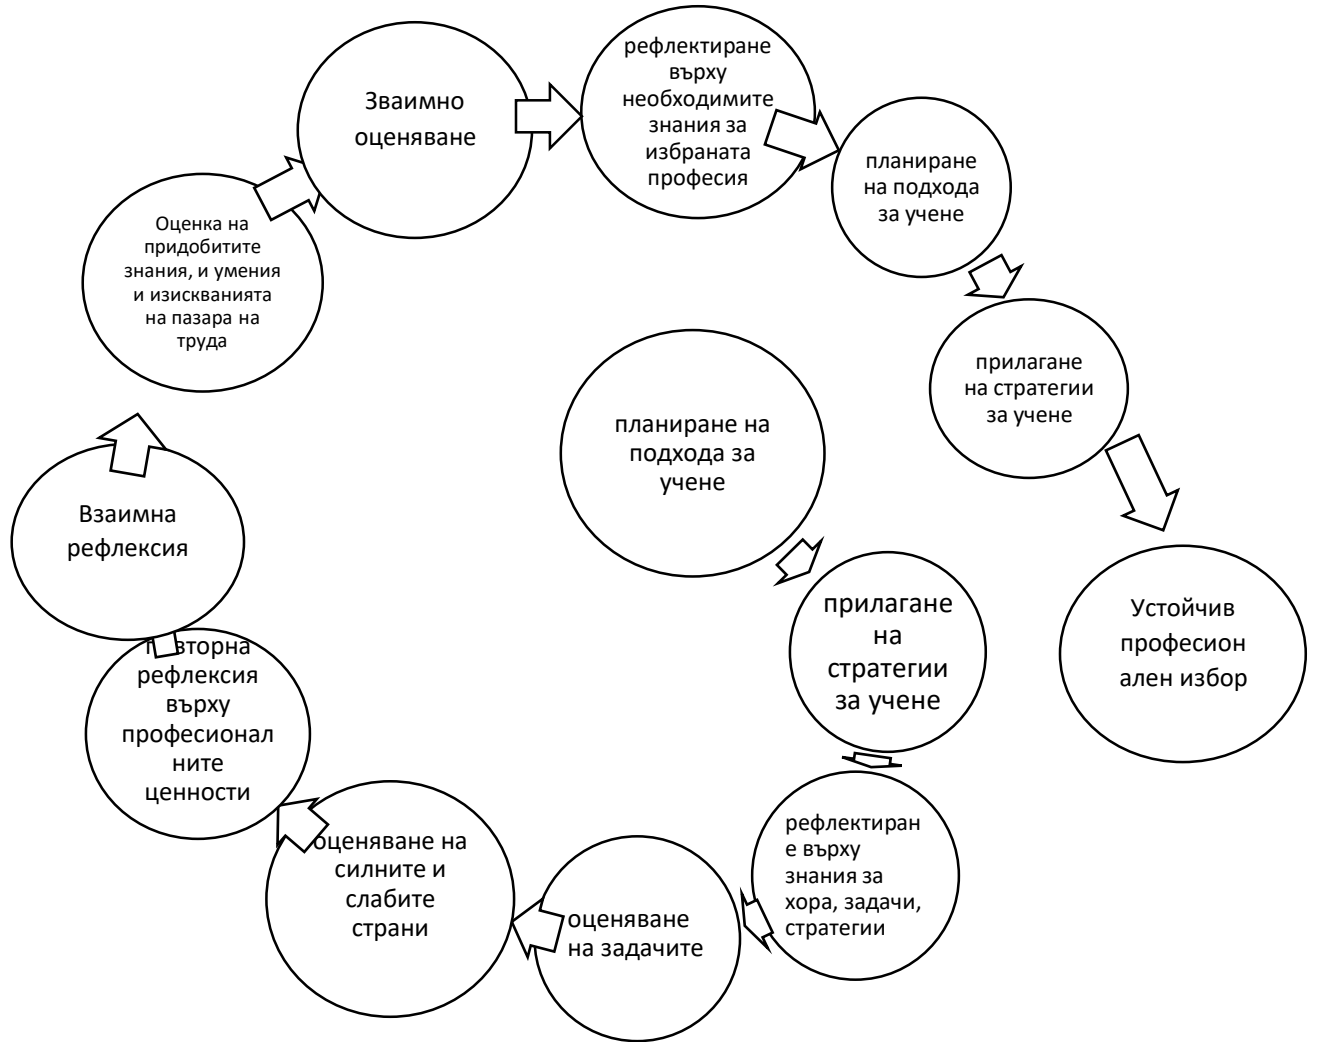 Зваимно
оценяване
рефлектиране
върху
необходимите
знания за
избраната
професия
планиране
на подхода
за учене
Оценка на
придобитите
знания, и умения
и изискванията
на пазара на
труда
прилагане
на стратегии
за учене
планиране на
подхода за
учене
Взаимна
рефлексия
прилагане
на
стратегии
за учене
Устойчив
професион
ален избор
рефлексия
върху
професионал
ните
ценности
рефлектиран
е върху
знания за
хора, задачи,
стратегии
оценяване на
силните и
слабите
страни
оценяване
на задачите